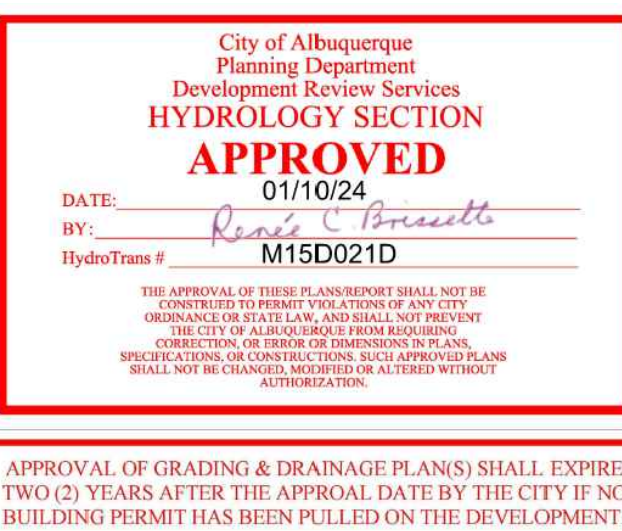 City of Albuquerque
Planning Department
Development Review Services
HYDROLOGY SECTION
APPROVED
DATE: 01/10/24
BY: Renée C. Brissette
HydroTrans # M15D021D
THE APPROVAL OF THESE PLANS/REPORT SHALL NOT BE
CONSTRUED TO PERMIT VIOLATIONS OF ANY CITY
ORDINANCE OR STATE LAW, AND SHALL NOT PREVENT
THE CITY OF ALBUQUERQUE FROM REQUIRING
CORRECTION, OR ERROR OR DIMENSIONS IN PLANS,
SPECIFICATIONS, OR CONSTRUCTIONS. SUCH APPROVED PLANS
SHALL NOT BE CHANGED, MODIFIED OR ALTERED WITHOUT
AUTHORIZATION.
APPROVAL OF GRADING & DRAINAGE PLAN(S) SHALL EXPIRE
TWO (2) YEARS AFTER THE APPROAL DATE BY THE CITY IF NO
BUILDING PERMIT HAS BEEN PULLED ON THE DEVELOPMENT